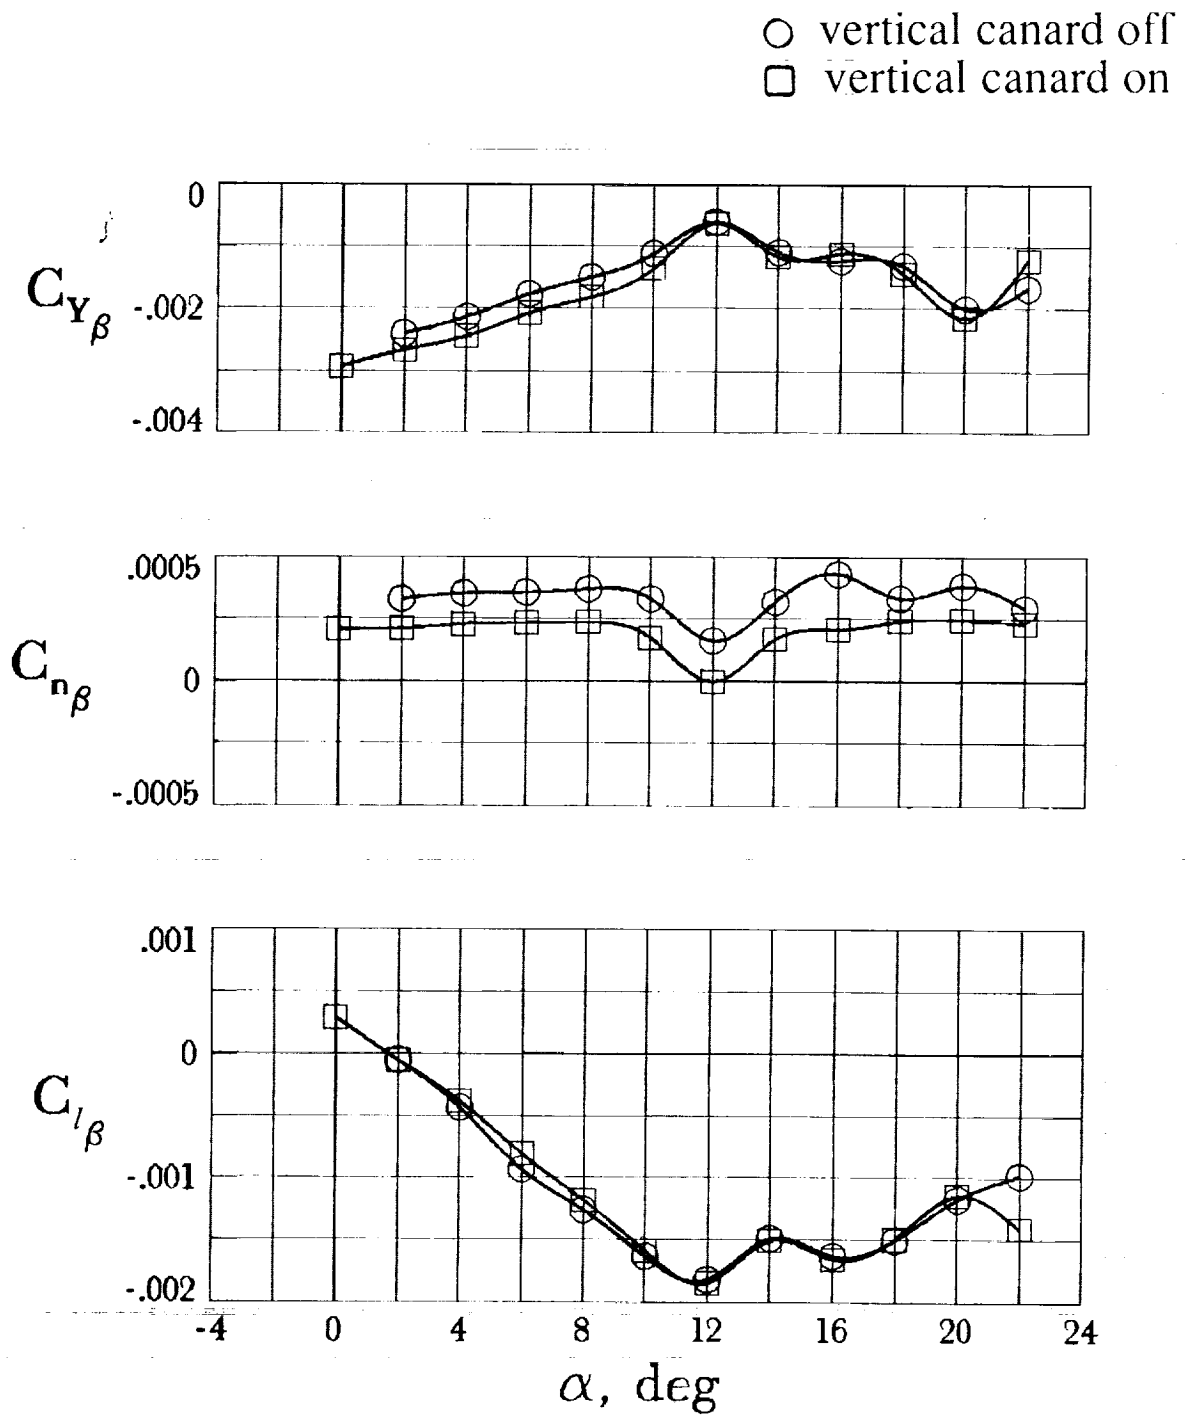 vertical canard off
vertical canard on
0
C_{Y_β}
-.002
-.004
.0005
C_{n_β}
0
-.0005
.001
0
C_{l_β}
-.001
-.002
-4 0 4 8 12 16 20 24
α, deg